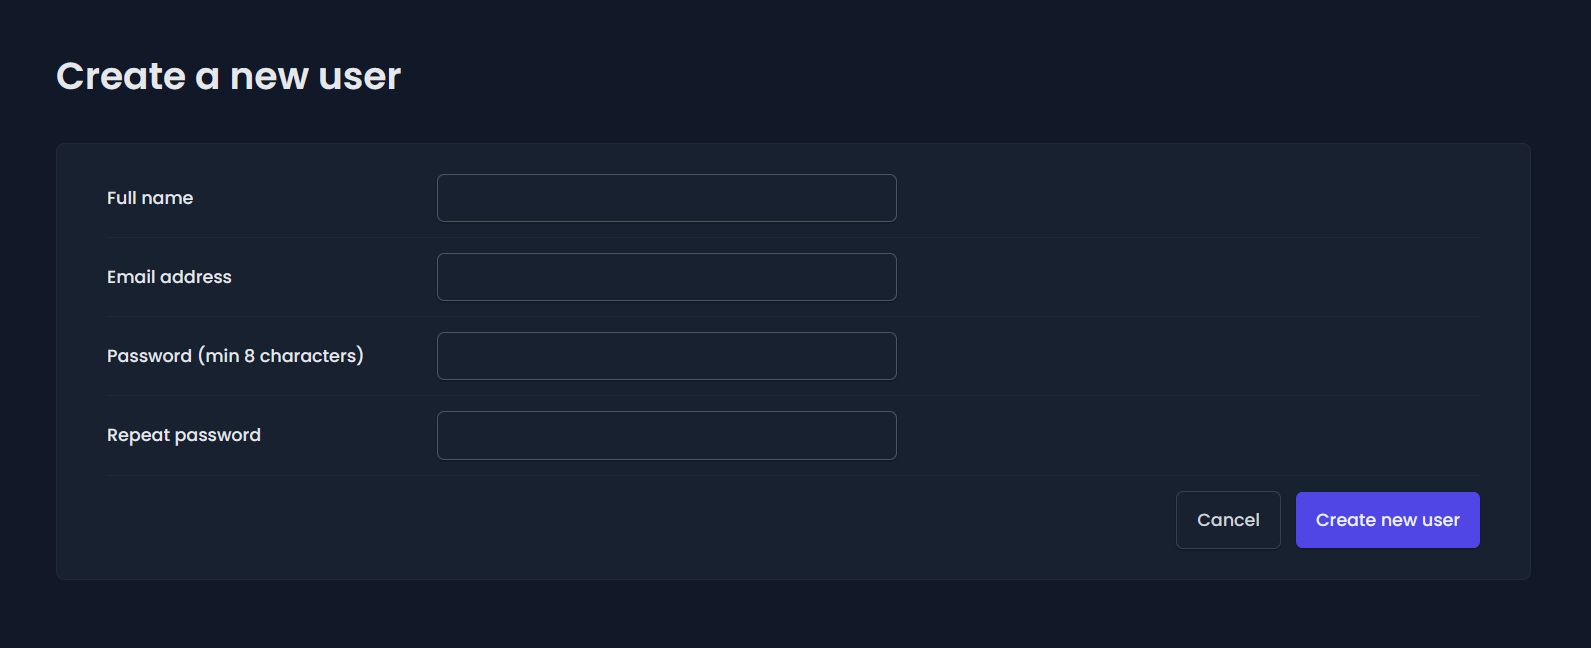 Create a new user
Full name
Email address
Password (min 8 characters)
Repeat password
Cancel
Create new user